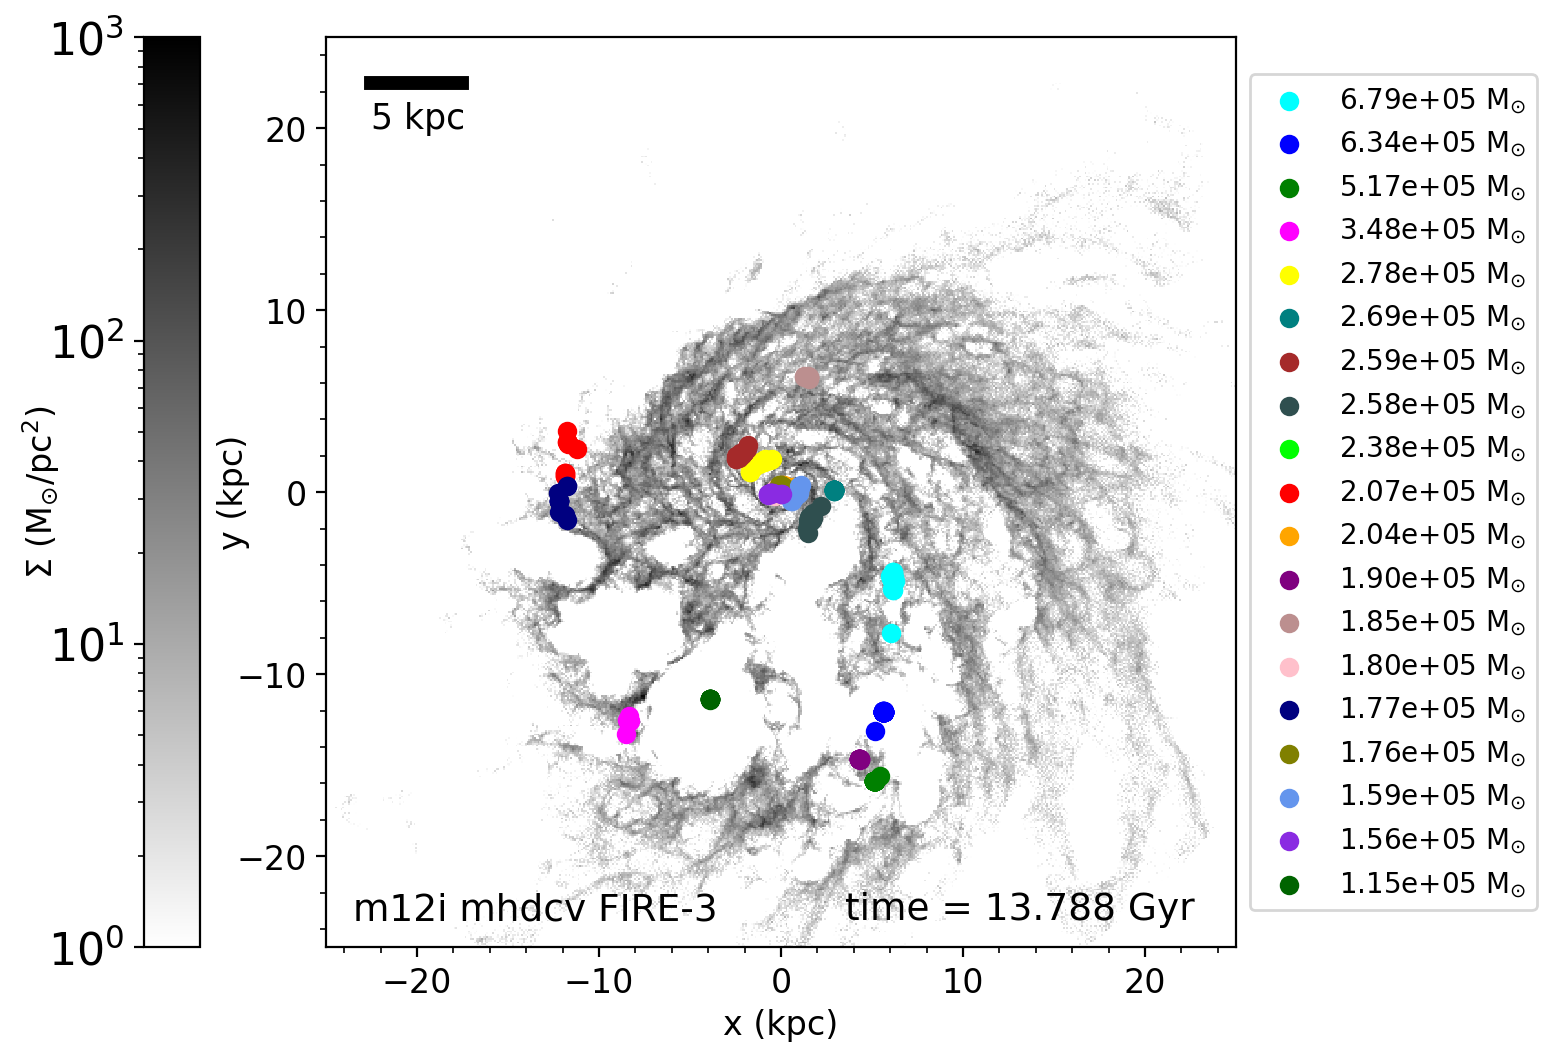 10³
10²
10¹
10⁰
Σ (M☉/pc²)
20
10
0
−10
−20
y (kpc)
5 kpc
m12i mhdcv FIRE-3
time = 13.788 Gyr
−20
−10
0
10
20
x (kpc)
6.79e+05 M☉
6.34e+05 M☉
5.17e+05 M☉
3.48e+05 M☉
2.78e+05 M☉
2.69e+05 M☉
2.59e+05 M☉
2.58e+05 M☉
2.38e+05 M☉
2.07e+05 M☉
2.04e+05 M☉
1.90e+05 M☉
1.85e+05 M☉
1.80e+05 M☉
1.77e+05 M☉
1.76e+05 M☉
1.59e+05 M☉
1.56e+05 M☉
1.15e+05 M☉